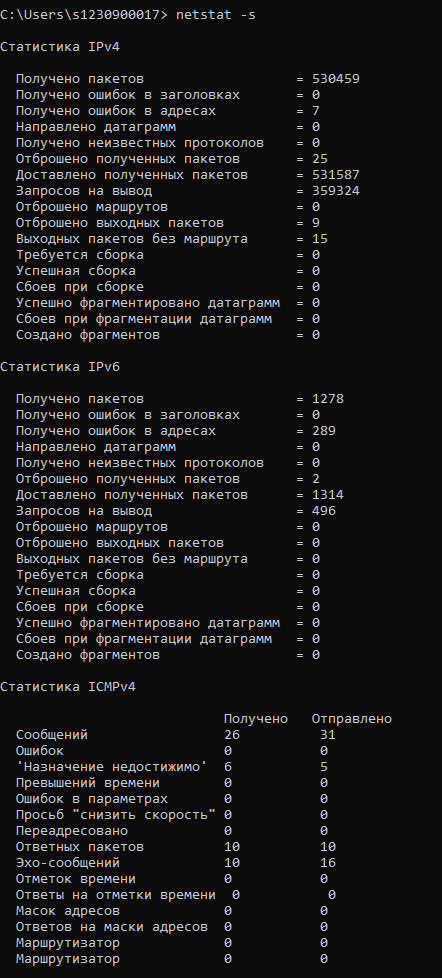 C:\Users\s1230900017> netstat -s
Статистика IPv4
Получено пакетов = 530459
Получено ошибок в заголовках = 0
Получено ошибок в адресах = 7
Направлено датаграмм = 0
Получено неизвестных протоколов = 0
Отброшено полученных пакетов = 25
Доставлено полученных пакетов = 531587
Запросов на вывод = 359324
Отброшено маршрутов = 0
Отброшено выходных пакетов = 9
Выходных пакетов без маршрута = 15
Требуется сборка = 0
Успешная сборка = 0
Сбоев при сборке = 0
Успешно фрагментировано датаграмм = 0
Сбоев при фрагментации датаграмм = 0
Создано фрагментов = 0
Статистика IPv6
Получено пакетов = 1278
Получено ошибок в заголовках = 0
Получено ошибок в адресах = 289
Направлено датаграмм = 0
Получено неизвестных протоколов = 0
Отброшено полученных пакетов = 2
Доставлено полученных пакетов = 1314
Запросов на вывод = 496
Отброшено маршрутов = 0
Отброшено выходных пакетов = 0
Выходных пакетов без маршрута = 0
Требуется сборка = 0
Успешная сборка = 0
Сбоев при сборке = 0
Успешно фрагментировано датаграмм = 0
Сбоев при фрагментации датаграмм = 0
Создано фрагментов = 0
Статистика ICMPv4
Получено Отправлено
Сообщений 26 31
Ошибок 0 0
'Назначение недостижимо' 6 5
Превышений времени 0 0
Ошибок в параметрах 0 0
Просьб "снизить скорость" 0 0
Переадресовано 0 0
Ответных пакетов 10 10
Эхо-сообщений 10 16
Отметок времени 0 0
Ответы на отметки времени 0 0
Масок адресов 0 0
Ответов на маски адресов 0 0
Маршрутизатор 0 0
Маршрутизатор 0 0